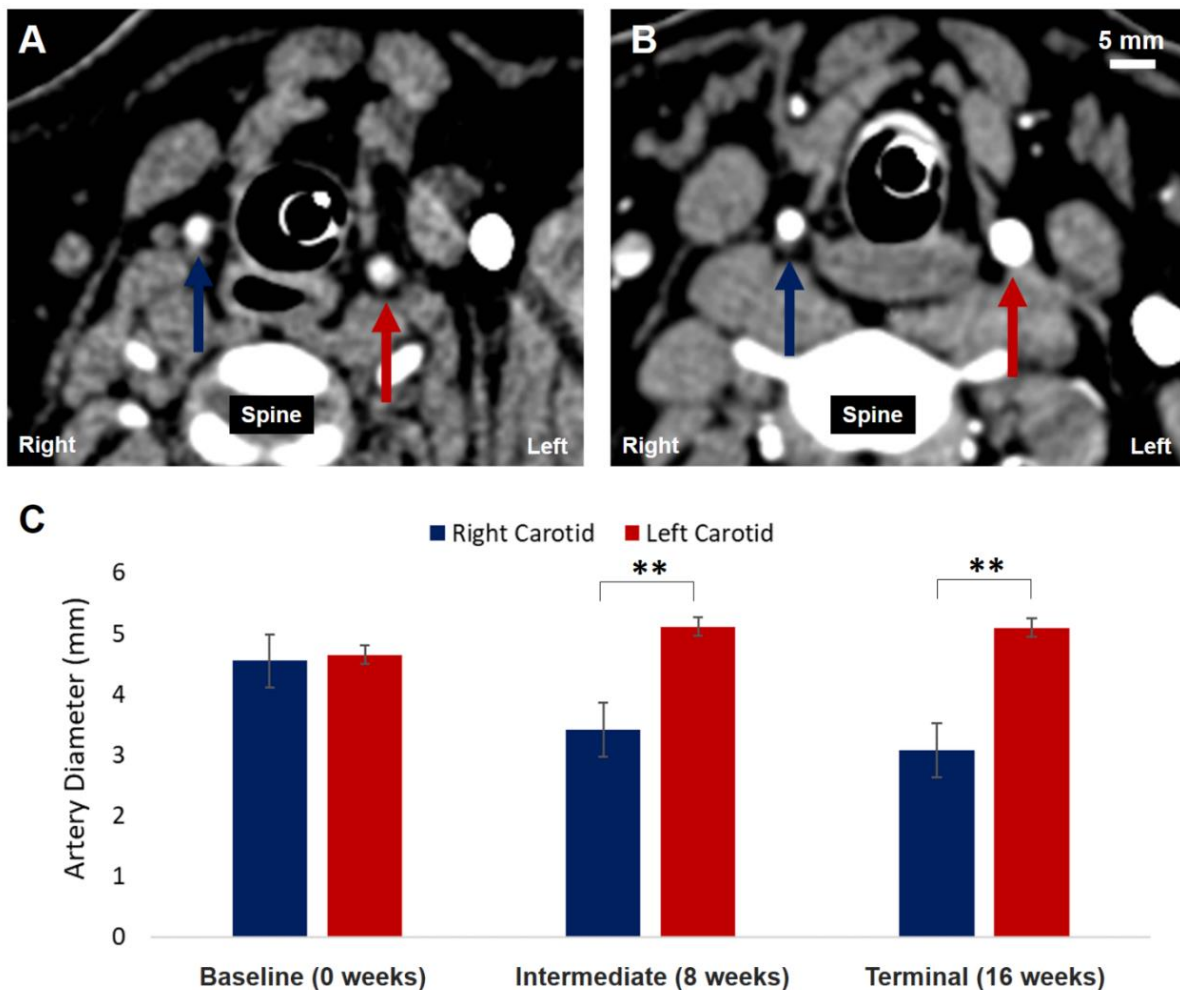 A
B
5 mm
Spine
Spine
Right
Left
Right
Left
C
Right Carotid
Left Carotid
**
**
6
5
4
3
2
1
0
Artery Diameter (mm)
Baseline (0 weeks)
Intermediate (8 weeks)
Terminal (16 weeks)